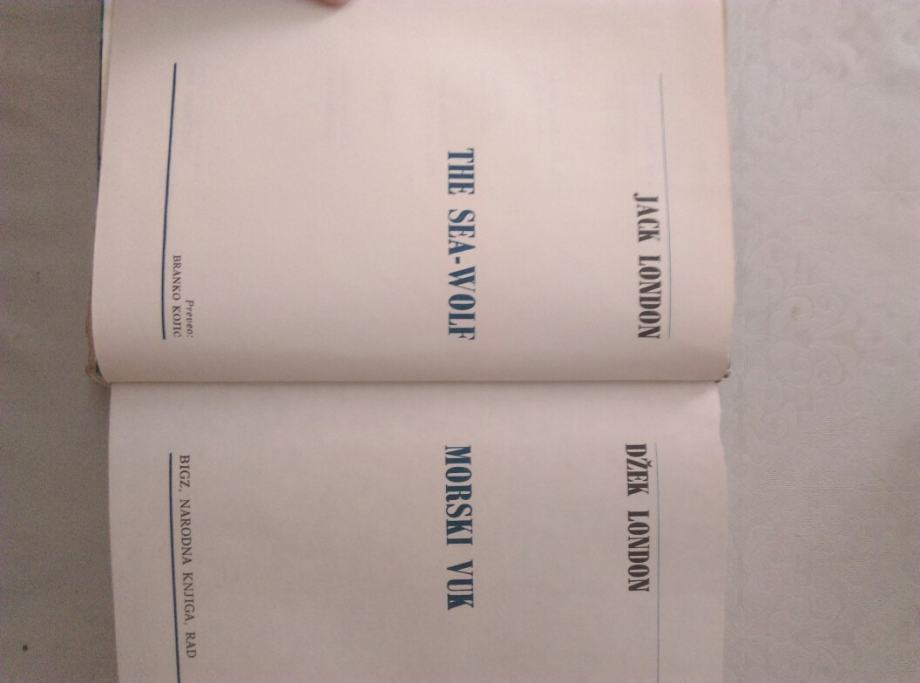 JACK LONDON
THE SEA-WOLF
Preveo:
BRANKO KOJIĆ
DŽEK LONDON
MORSKI VUK
BIGZ, NARODNA KNJIGA, RAD